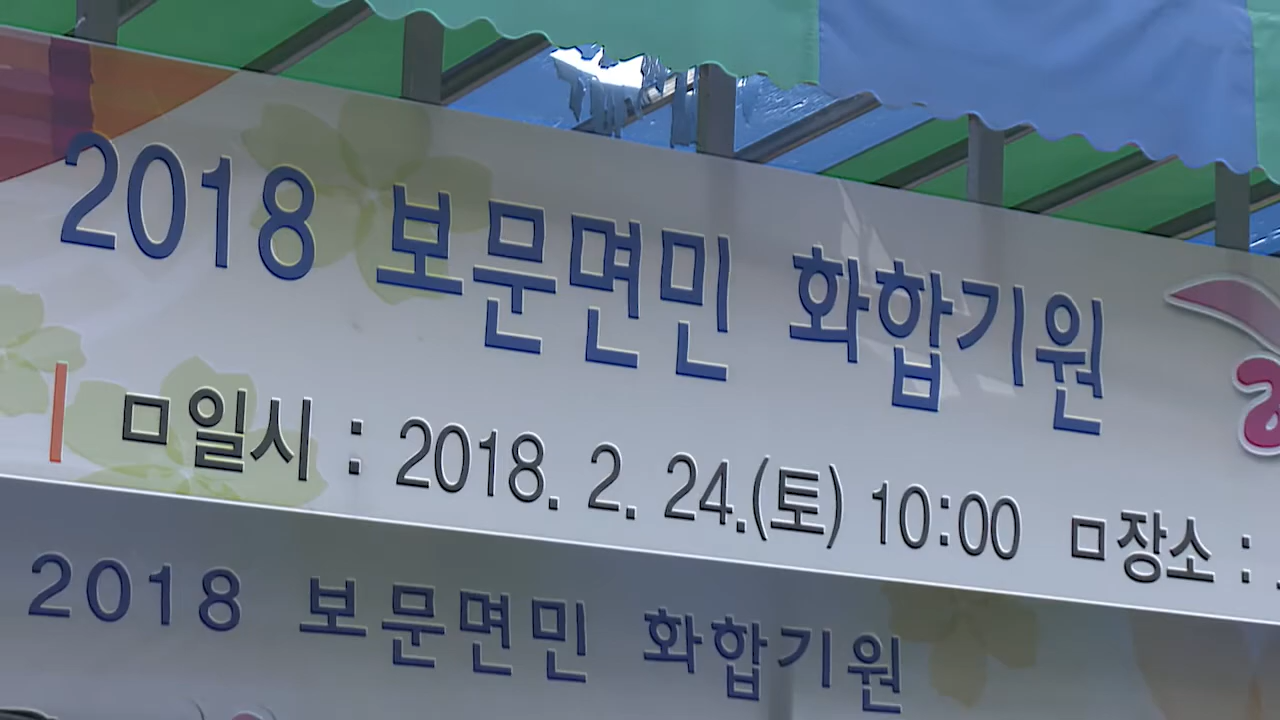 2018 보문면민 화합기원
ㅁ일시 : 2018. 2. 24.(토) 10:00 ㅁ장소 :
2018 보문면민 화합기원